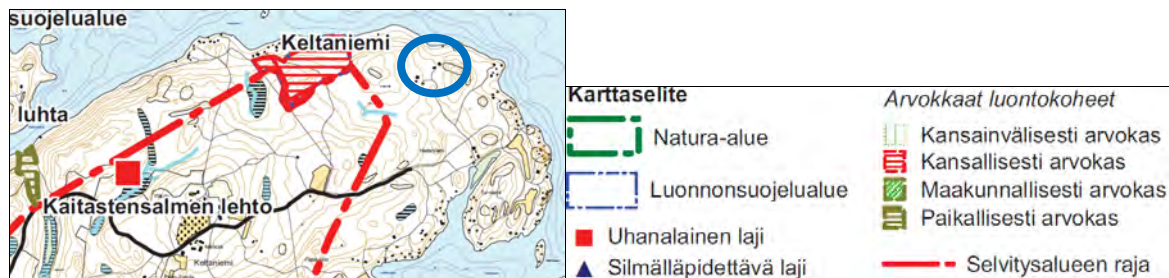 suojelualue
Keltaniemi
luhta
Kaitastensalmen lehto
Keltaniemi
Karttaselite
Natura-alue
Luonnonsuojelualue
Uhanalainen laji
Silmälläpidettävä laji
Arvokkaat luontokoheet
Kansainvälisesti arvokas
Kansallisesti arvokas
Maakunnallisesti arvokas
Paikallisesti arvokas
Selvitysalueen raja